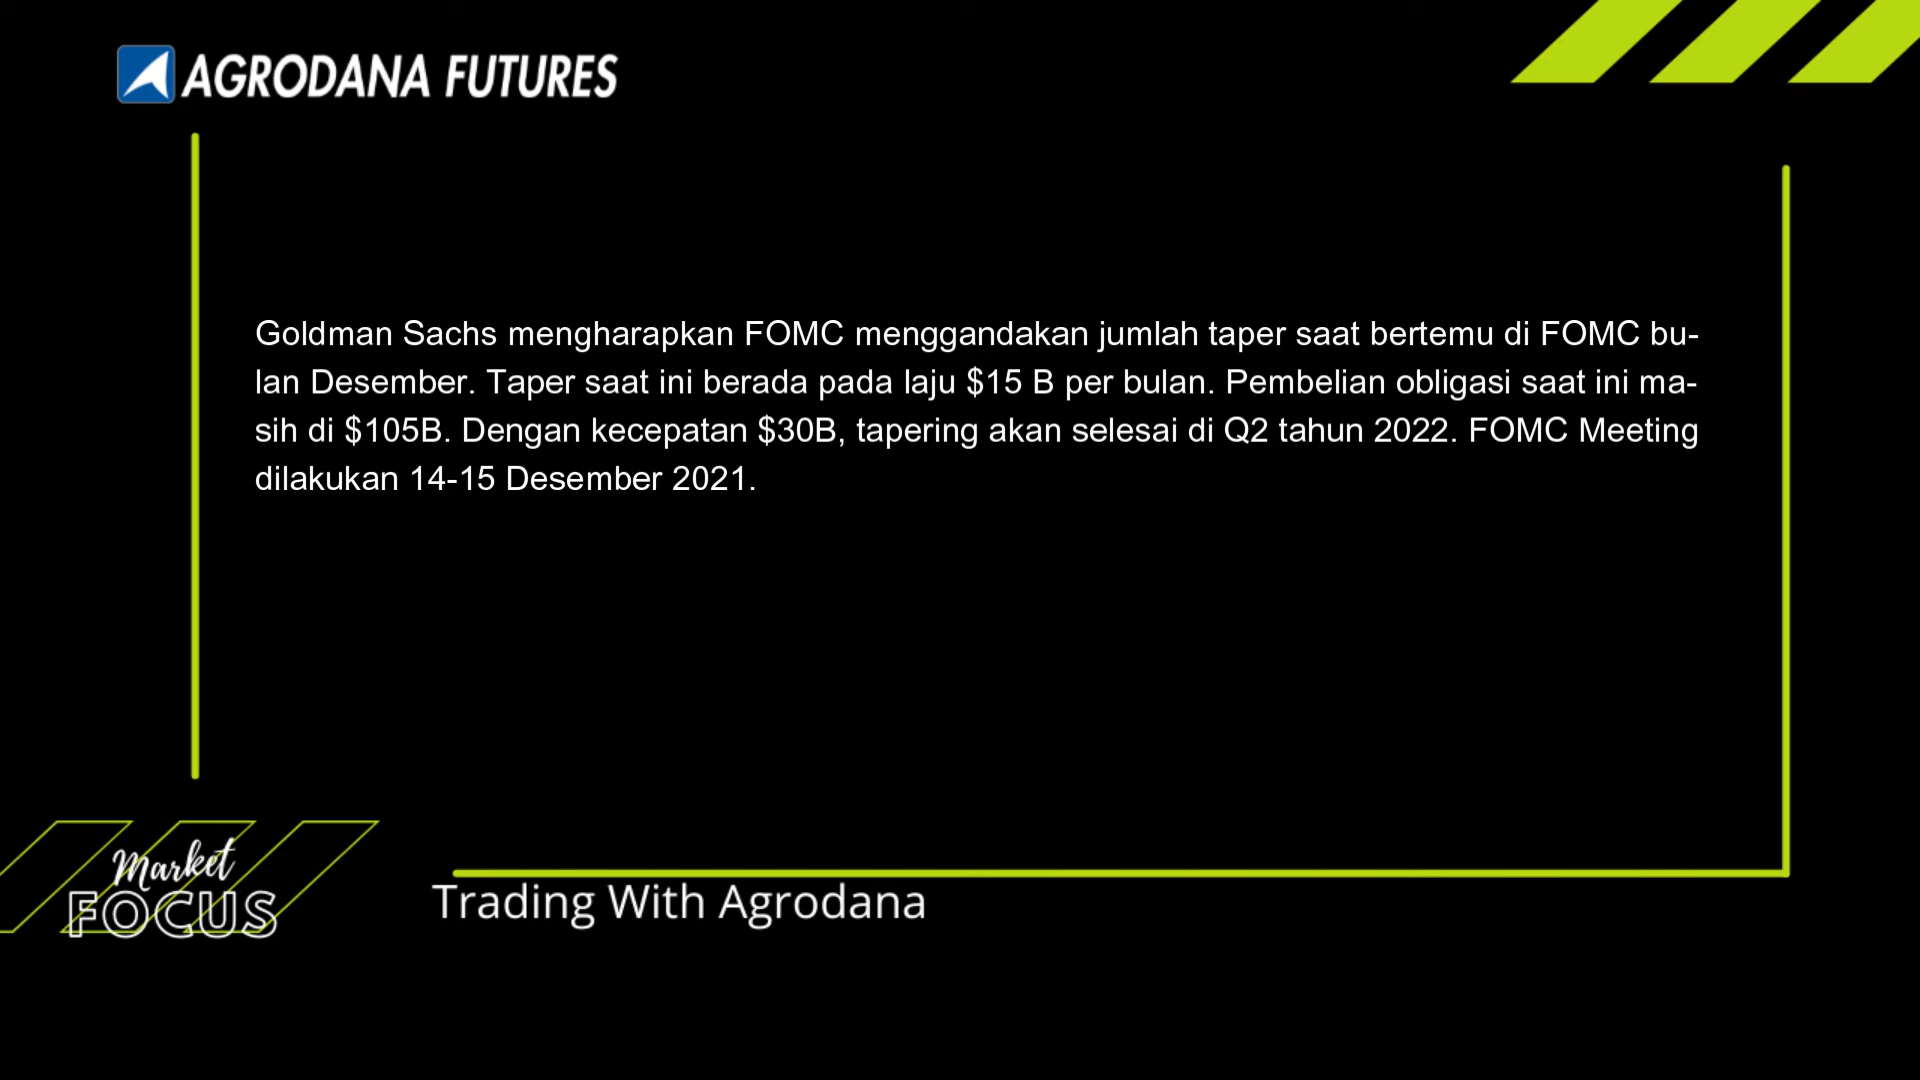 AGRODANA FUTURES
Goldman Sachs mengharapkan FOMC menggandakan jumlah taper saat bertemu di FOMC bu-
lan Desember. Taper saat ini berada pada laju $15 B per bulan. Pembelian obligasi saat ini ma-
sih di $105B. Dengan kecepatan $30B, tapering akan selesai di Q2 tahun 2022. FOMC Meeting
dilakukan 14-15 Desember 2021.
Market
FOCUS
Trading With Agrodana